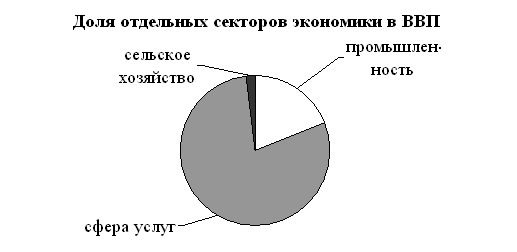 Доля отдельных секторов экономики в ВВП
сельское
хозяйство
промышлен-
ность
сфера услуг